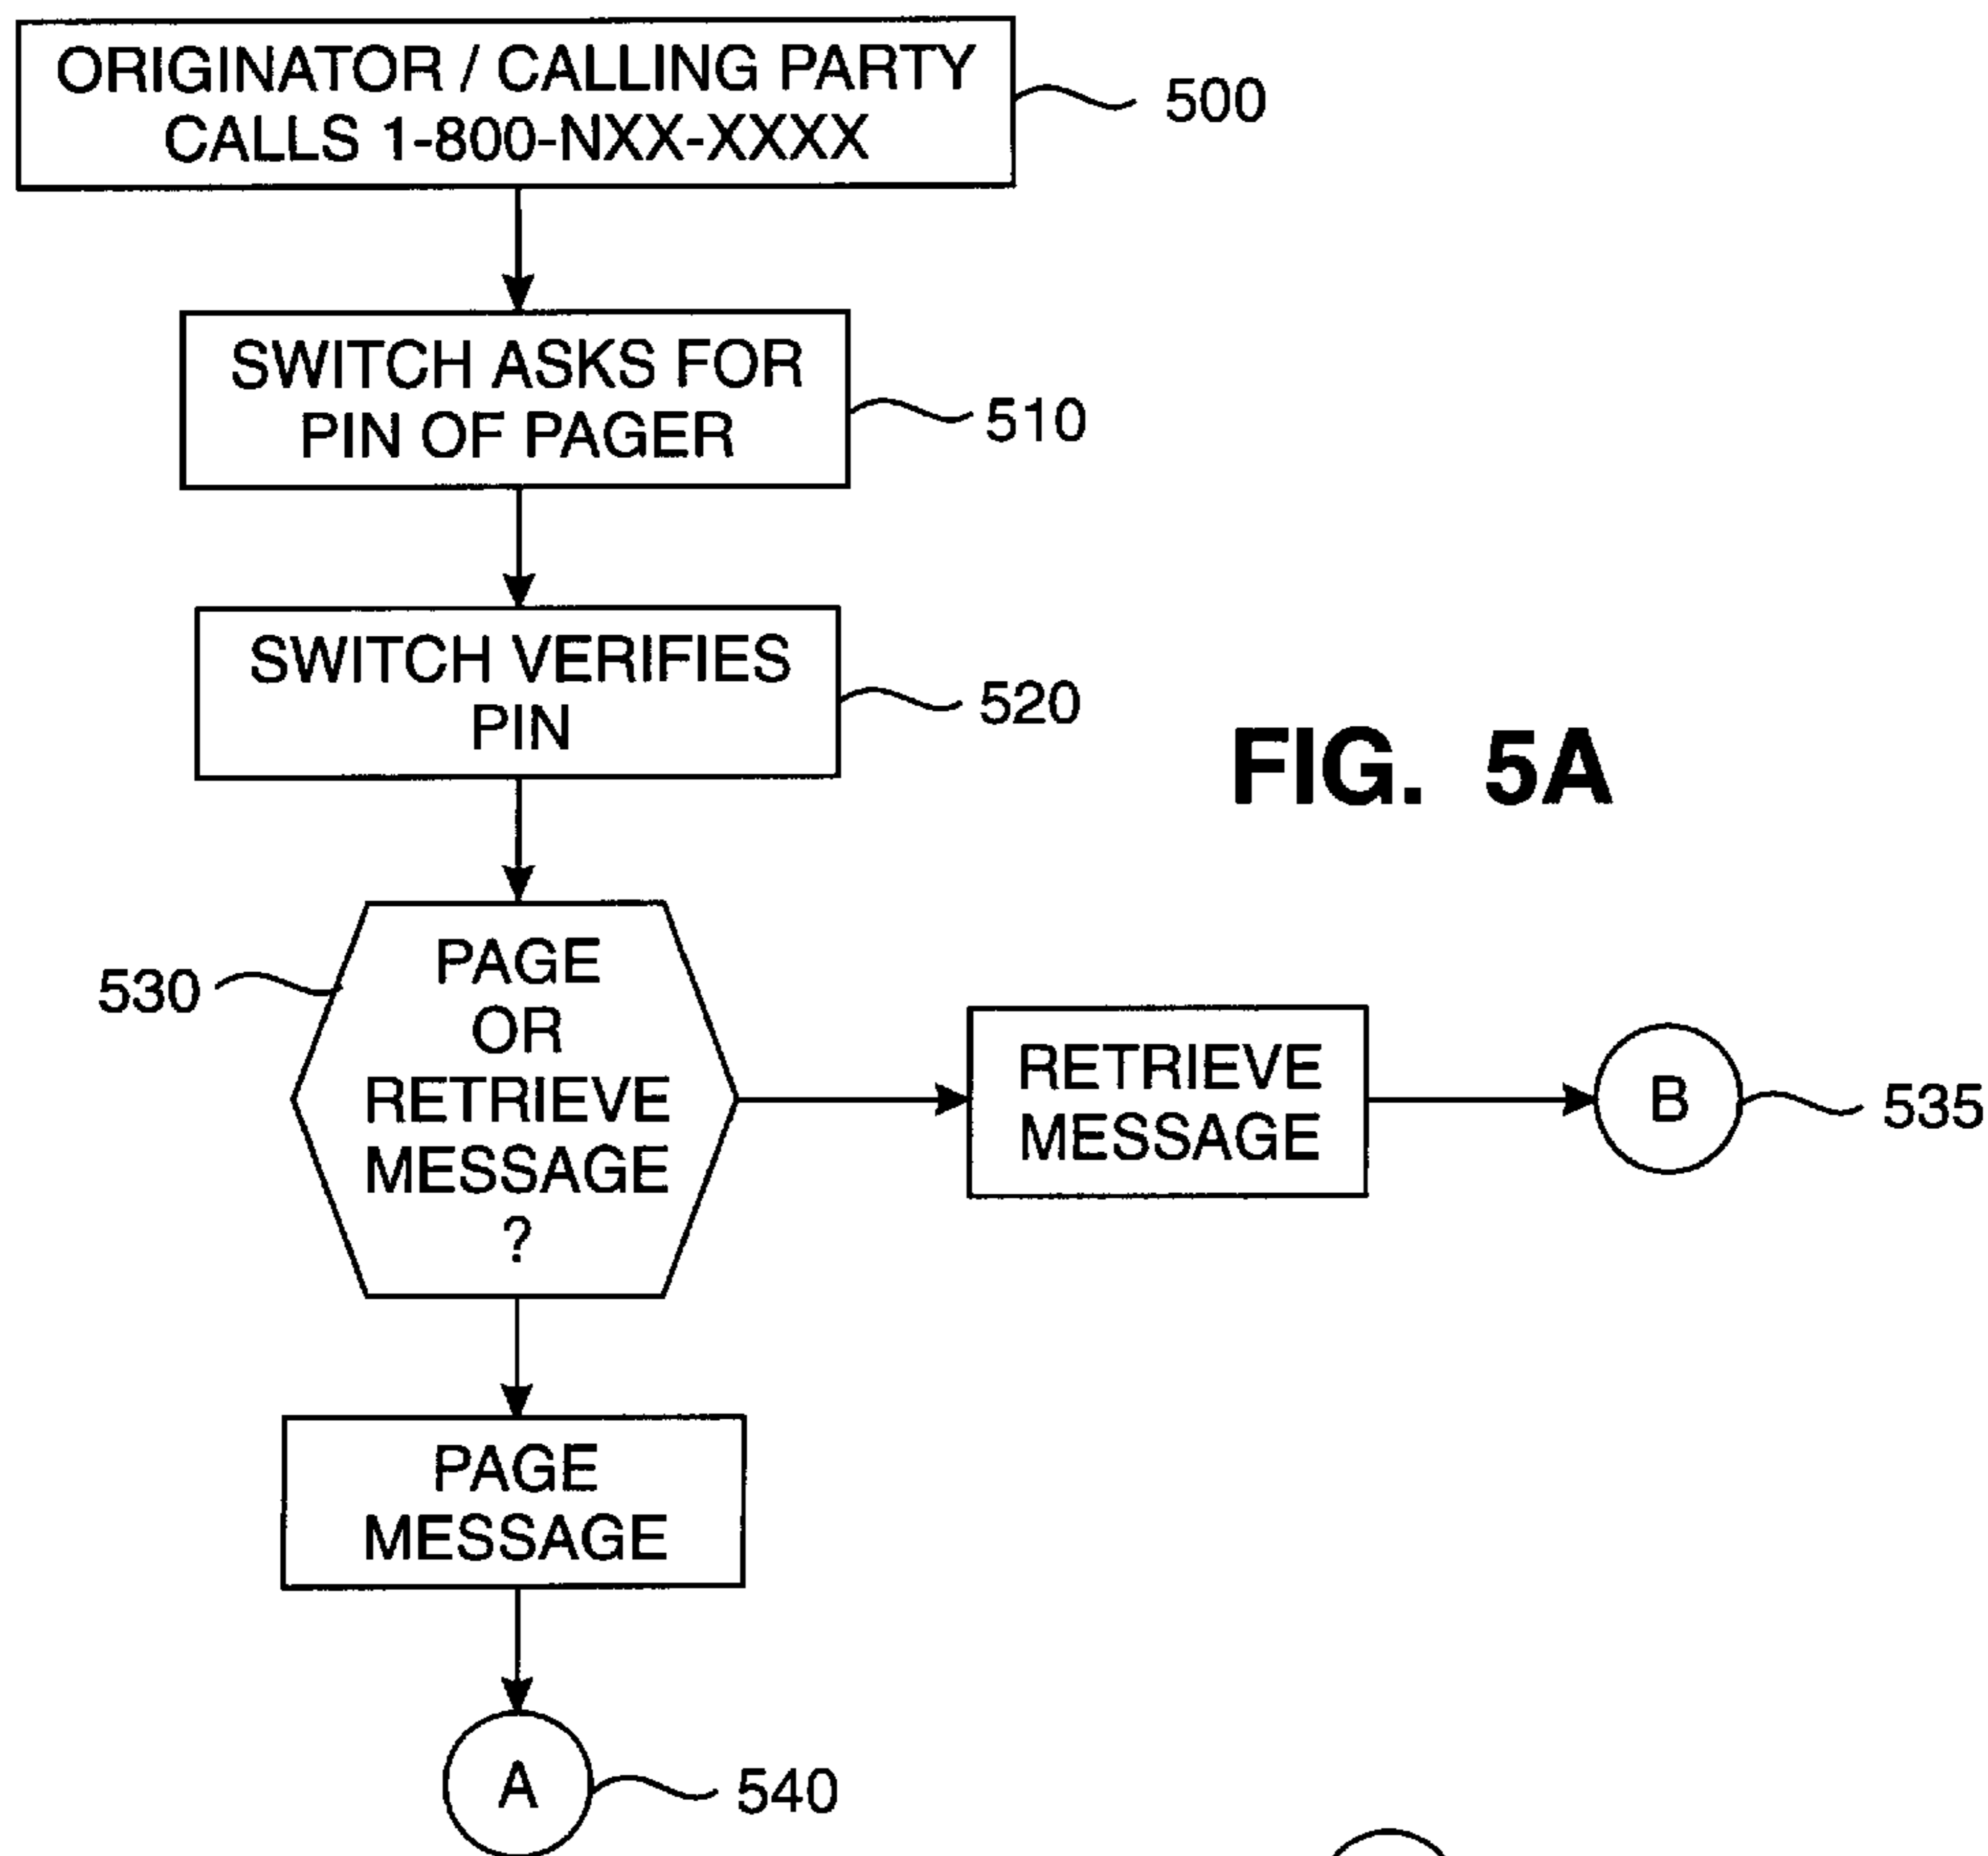 ORIGINATOR / CALLING PARTY
CALLS 1-800-NXX-XXXX
500
SWITCH ASKS FOR
PIN OF PAGER
510
SWITCH VERIFIES
PIN
520
FIG. 5A
530
PAGE
OR
RETRIEVE
MESSAGE
?
RETRIEVE
MESSAGE
B
535
PAGE
MESSAGE
A
540